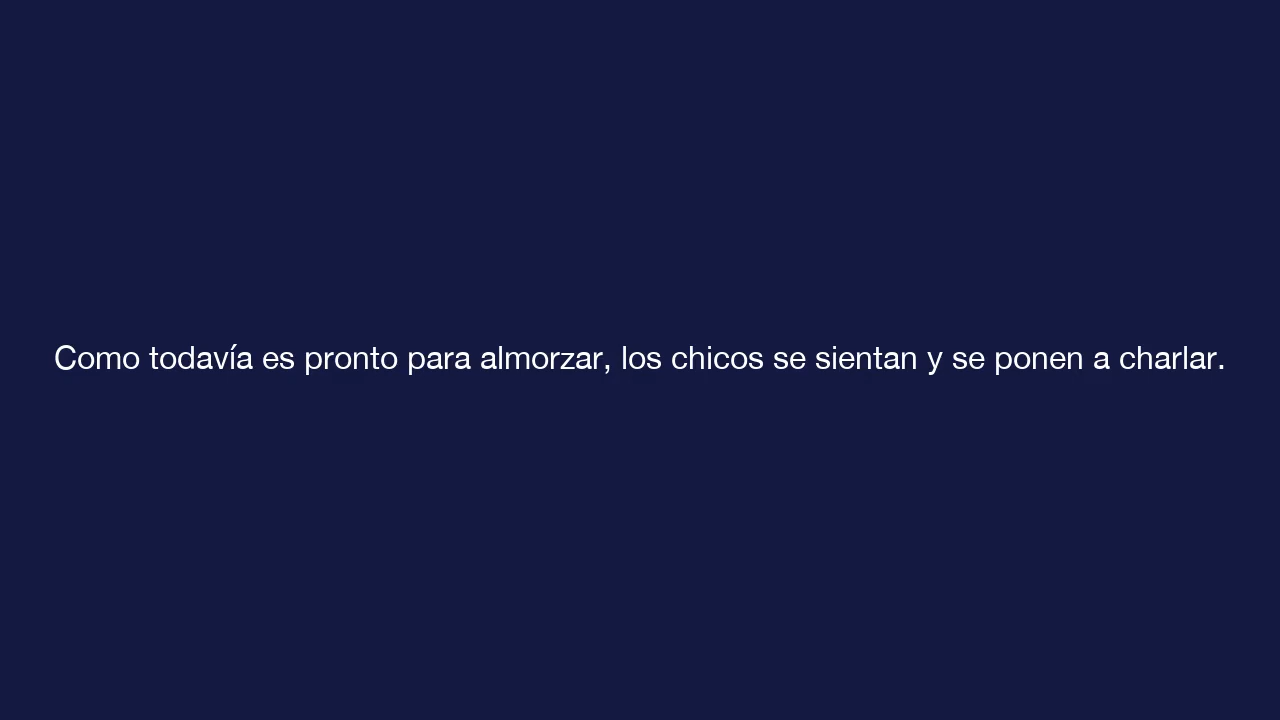 Como todavía es pronto para almorzar, los chicos se sientan y se ponen a charlar.